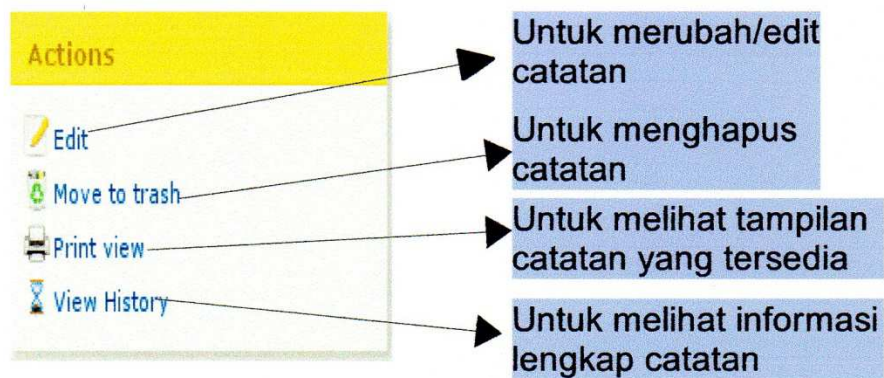 Actions
Edit
Move to trash
Print view
View History
Untuk merubah/edit
catatan
Untuk menghapus
catatan
Untuk melihat tampilan
catatan yang tersedia
Untuk melihat informasi
lengkap catatan